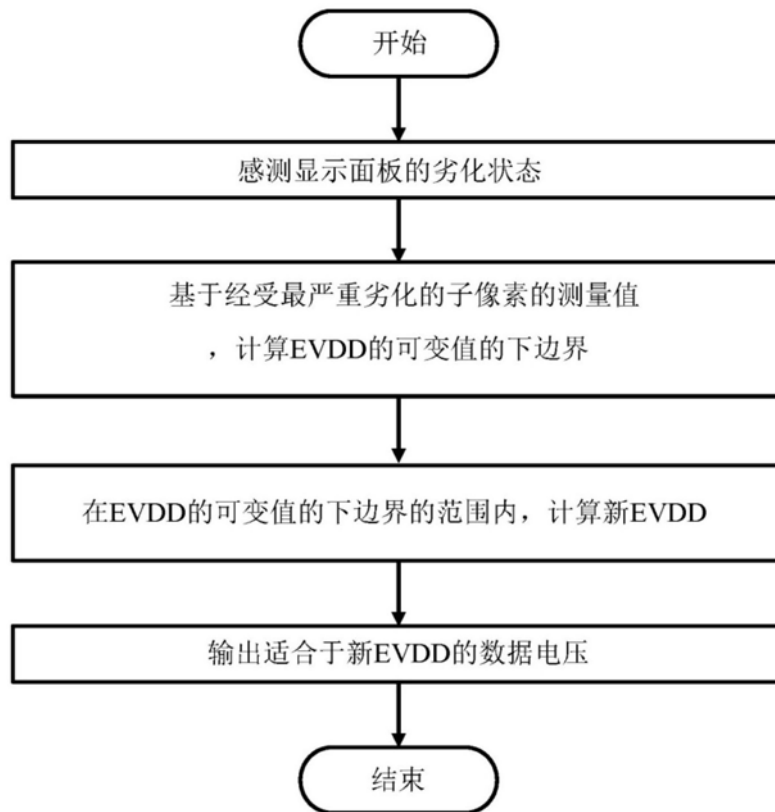 开始
感测显示面板的劣化状态
基于经受最严重劣化的子像素的测量值
，计算EVDD的可变值的下边界
在EVDD的可变值的下边界的范围内，计算新EVDD
输出适合于新EVDD的数据电压
结束